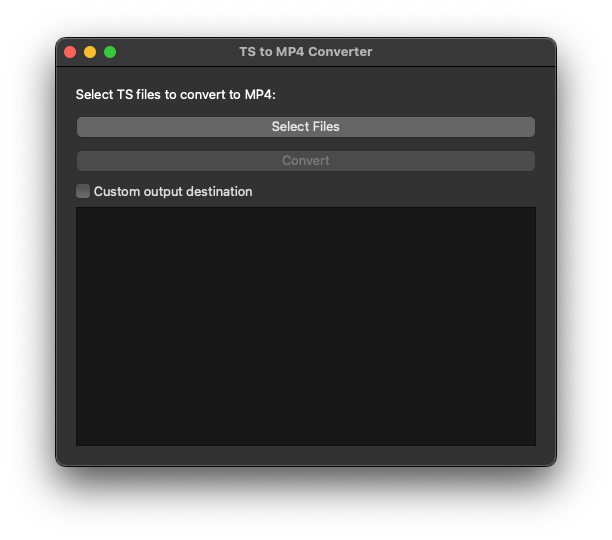 TS to MP4 Converter
Select TS files to convert to MP4:
Select Files
Convert
Custom output destination